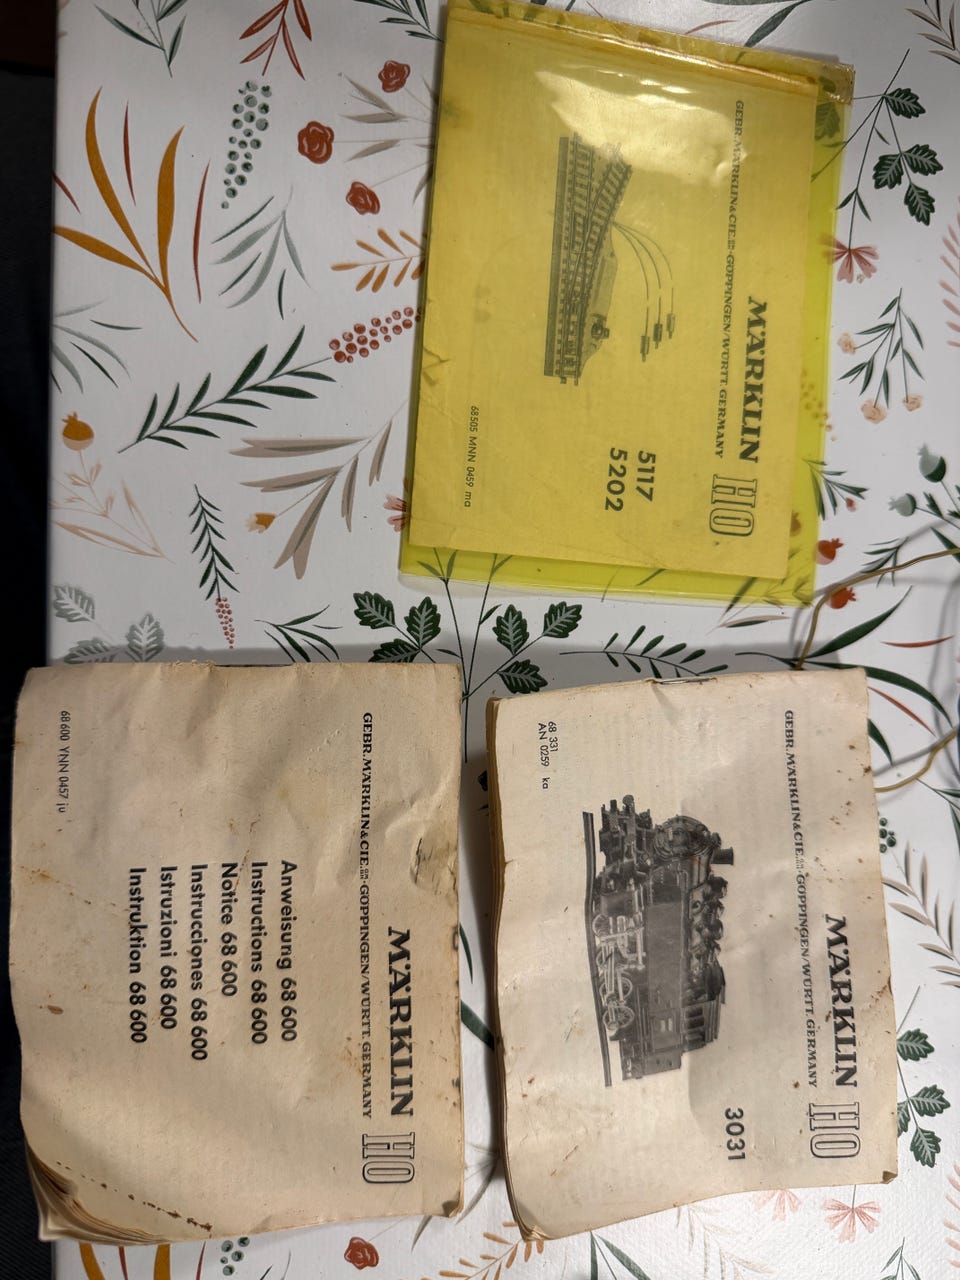 MÄRKLIN HO
GEBR. MÄRKLIN & CIE. GMBH · GÖPPINGEN/WÜRTT. GERMANY
5117
5202
68505 MNN 0459 ma
MÄRKLIN HO
GEBR. MÄRKLIN & CIE. GMBH · GÖPPINGEN/WÜRTT. GERMANY
Anweisung 68 600
Instructions 68 600
Notice 68 600
Instrucciones 68 600
Istruzioni 68 600
Instruktion 68 600
68 600 YNN 0457 ju
MÄRKLIN HO
GEBR. MÄRKLIN & CIE. GMBH · GÖPPINGEN/WÜRTT. GERMANY
3031
68 331
AN 0259 ka